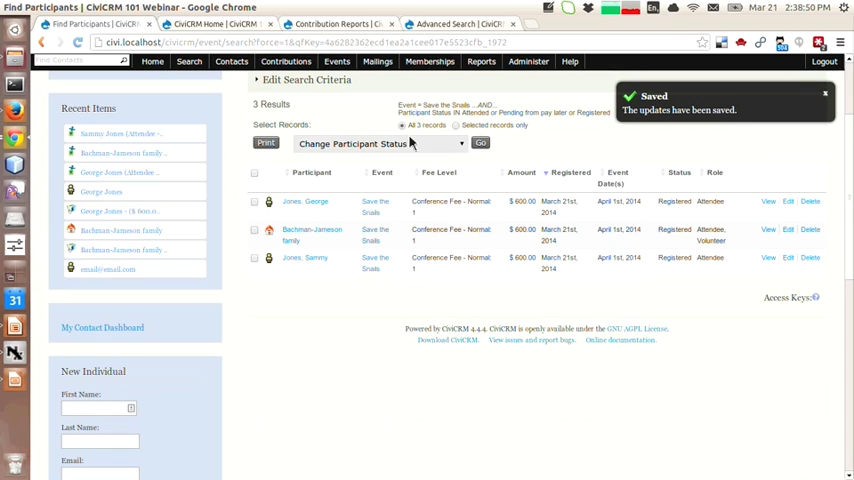 Find Participants | CiviCRM 101 Webinar - Google Chrome
En
Mar 21 2:38:50 PM
Find Participants | CiviCR
CiviCRM Home | CiviCRM
Contribution Reports | Civ
Advanced Search | CiviCRM
civi.localhost/civicrm/event/search?force=1&qfKey=4a6282362ecd1ea2a1cee017e5523cfb_1972
Find Contacts
Home Search Contacts Contributions Events Mailings Memberships Reports Administer Help Logout
Edit Search Criteria
Saved
x
The updates have been saved.
Recent Items
Sammy Jones (Attendee -..
Bachman-Jameson family ..
George Jones (Attendee ..
George Jones
George Jones - ($ 600.0..
Bachman-Jameson family
Bachman-Jameson family ..
email@email.com
3 Results
Event = Save the Snails ...AND...
Participant Status IN Attended or Pending from pay later or Registered
Select Records:
All 3 records
Selected records only
Print
Change Participant Status
Go
Participant Event Fee Level Amount Registered Event Date(s) Status Role
Jones, George Save the Snails Conference Fee - Normal: 1 $ 600.00 March 21st, 2014 April 1st, 2014 Registered Attendee View Edit Delete
Bachman-Jameson family Save the Snails Conference Fee - Normal: 1 $ 600.00 March 21st, 2014 April 1st, 2014 Registered Attendee, Volunteer View Edit Delete
Jones, Sammy Save the Snails Conference Fee - Normal: 1 $ 600.00 March 21st, 2014 April 1st, 2014 Registered Attendee View Edit Delete
Access Keys:
31
My Contact Dashboard
Powered by CiviCRM 4.4.4. CiviCRM is openly available under the GNU AGPL License.
Download CiviCRM. View issues and report bugs. Online documentation.
New Individual
First Name:
Last Name:
Email: